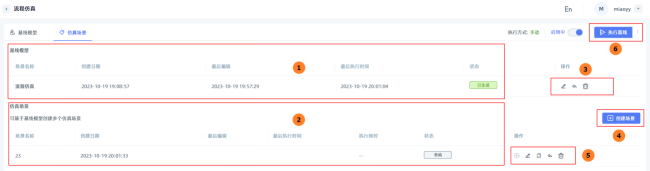 流程仿真 En M miaoyy
基线模型 仿真场景 执行方式: 手动 启用中 执行基线
6
基线模型
1 3
场景名称 创建日期 最后编辑 最后执行时间 状态 操作
流程仿真 2023-10-19 19:00:57 2023-10-19 19:57:29 2023-10-19 20:01:04 已生成
仿真场景
可基于基线模型创建多个仿真场景 2 创建场景
4
场景名称 创建日期 最后编辑 最后执行时间 执行频校 状态 操作
23 2023-10-19 20:01:33 -- 草稿 5